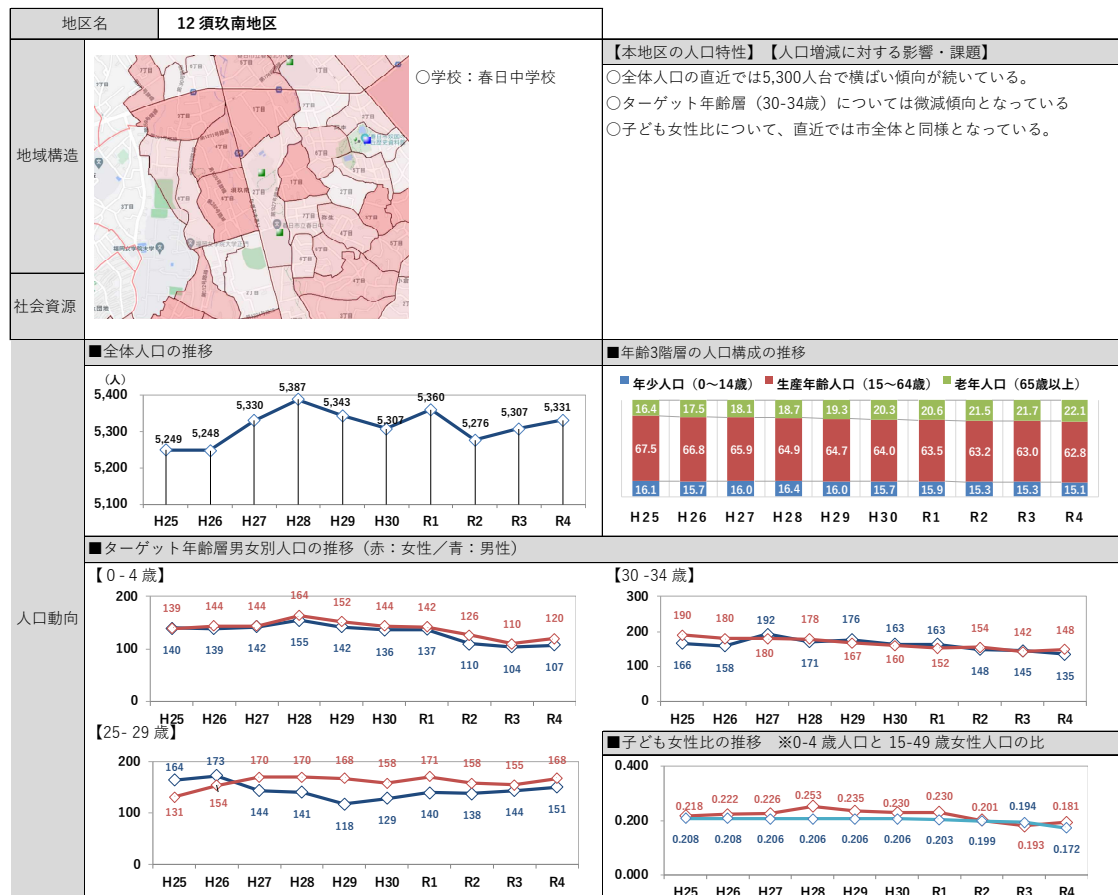 地区名
12 須玖南地区
地域構造
社会資源
○学校：春日中学校
【本地区の人口特性】【人口増減に対する影響・課題】
○全体人口の直近では5,300人台で横ばい傾向が続いている。
○ターゲット年齢層（30-34歳）については微減傾向となっている
○子ども女性比について、直近では市全体と同様となっている。
人口動向
■全体人口の推移
（人）
5,400
5,300
5,200
5,100
5,249 5,248 5,330 5,387 5,343 5,307 5,360 5,276 5,307 5,331
H25 H26 H27 H28 H29 H30 R1 R2 R3 R4
■年齢3階層の人口構成の推移
年少人口（0～14歳） 生産年齢人口（15～64歳） 老年人口（65歳以上）
16.4 17.5 18.1 18.7 19.3 20.3 20.6 21.5 21.7 22.1
67.5 66.8 65.9 64.9 64.7 64.0 63.5 63.2 63.0 62.8
16.1 15.7 16.0 16.4 16.0 15.7 15.9 15.3 15.3 15.1
H25 H26 H27 H28 H29 H30 R1 R2 R3 R4
■ターゲット年齢層男女別人口の推移（赤：女性／青：男性）
【0-4歳】
200
100
0
139 144 144 164 152 144 142 126 110 120
140 139 142 155 142 136 137 110 104 107
H25 H26 H27 H28 H29 H30 R1 R2 R3 R4
【30-34歳】
300
200
100
0
190 180 192 178 176 163 163 154 142 148
166 158 180 171 167 160 152 148 145 135
H25 H26 H27 H28 H29 H30 R1 R2 R3 R4
【25-29歳】
200
100
0
164 173 170 170 168 158 171 158 155 168
131 154 144 141 118 129 140 138 144 151
H25 H26 H27 H28 H29 H30 R1 R2 R3 R4
■子ども女性比の推移　※0-4歳人口と15-49歳女性人口の比
0.400
0.200
0.000
0.218 0.222 0.226 0.253 0.235 0.230 0.230 0.201 0.194 0.181
0.208 0.208 0.206 0.206 0.206 0.206 0.203 0.199 0.193 0.172
H25 H26 H27 H28 H29 H30 R1 R2 R3 R4